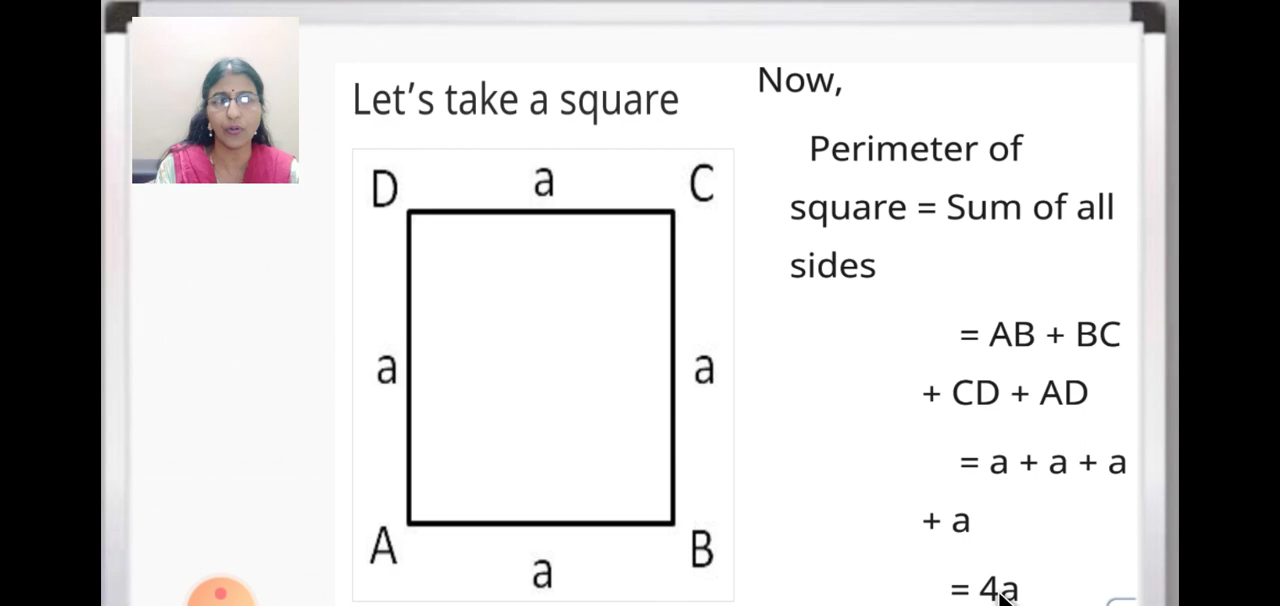 Let’s take a square
D a C
a a
A B
a
Now,
Perimeter of
square = Sum of all
sides
= AB + BC
+ CD + AD
= a + a + a
+ a
= 4a